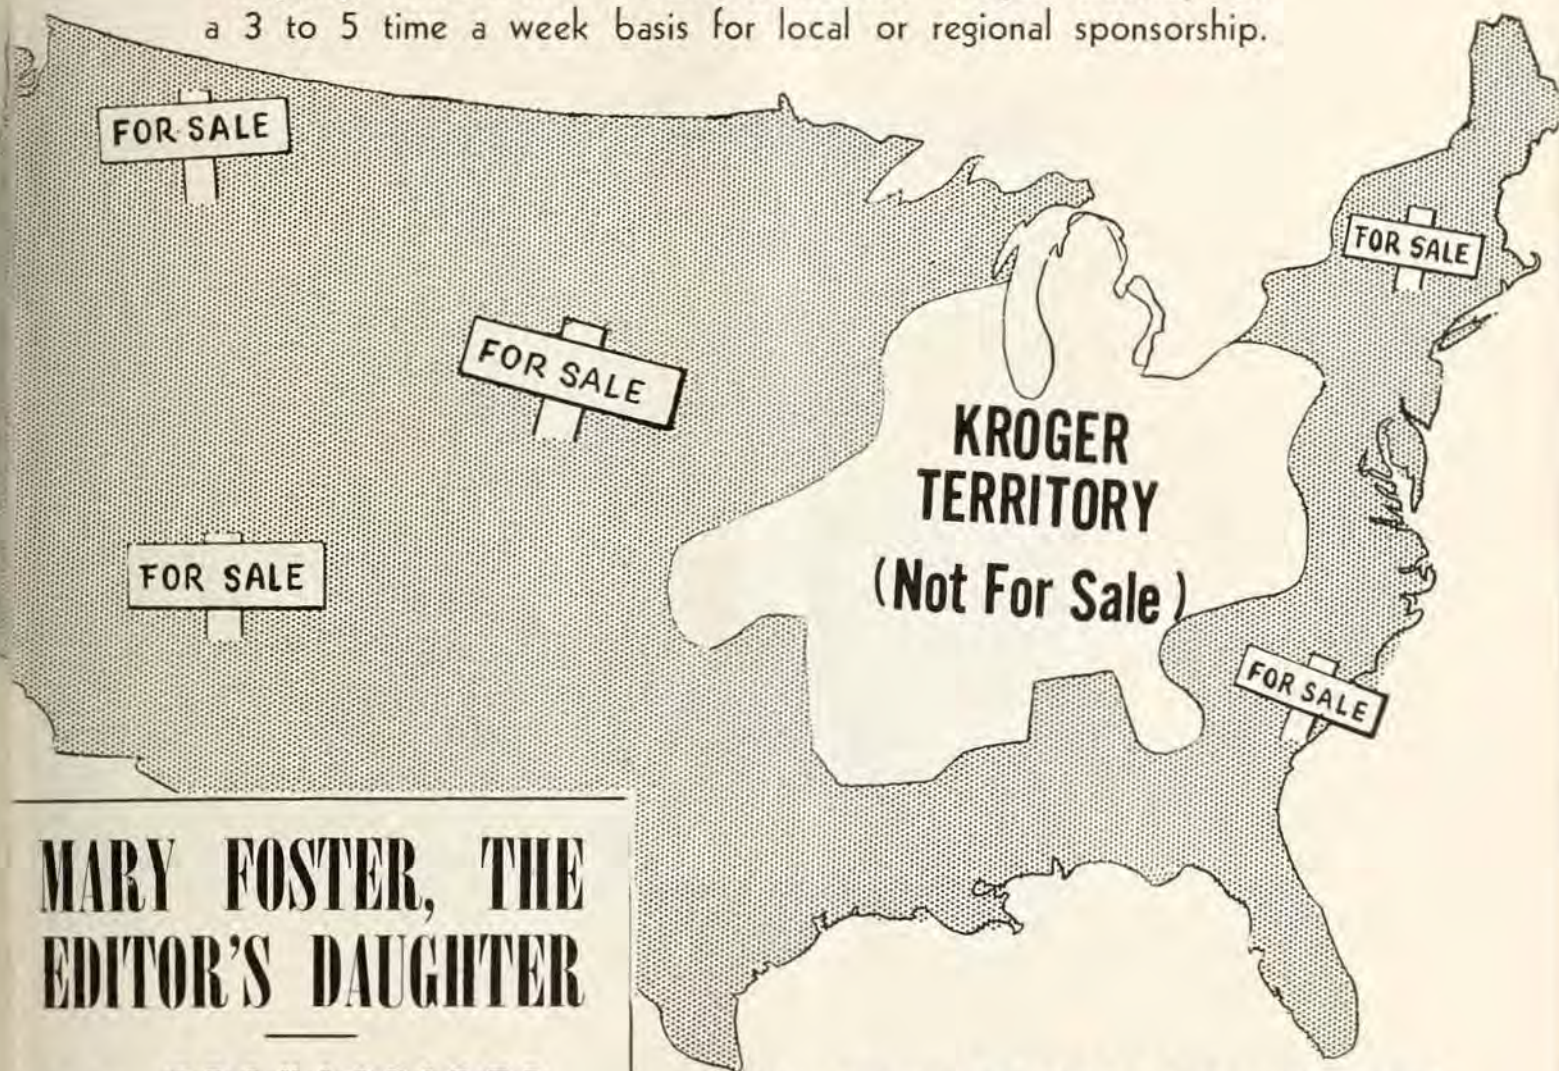 a 3 to 5 time a week basis for local or regional sponsorship.
FOR SALE
FOR SALE
FOR SALE
KROGER
TERRITORY
(Not For Sale)
FOR SALE
FOR SALE
MARY FOSTER, THE
EDITOR'S DAUGHTER